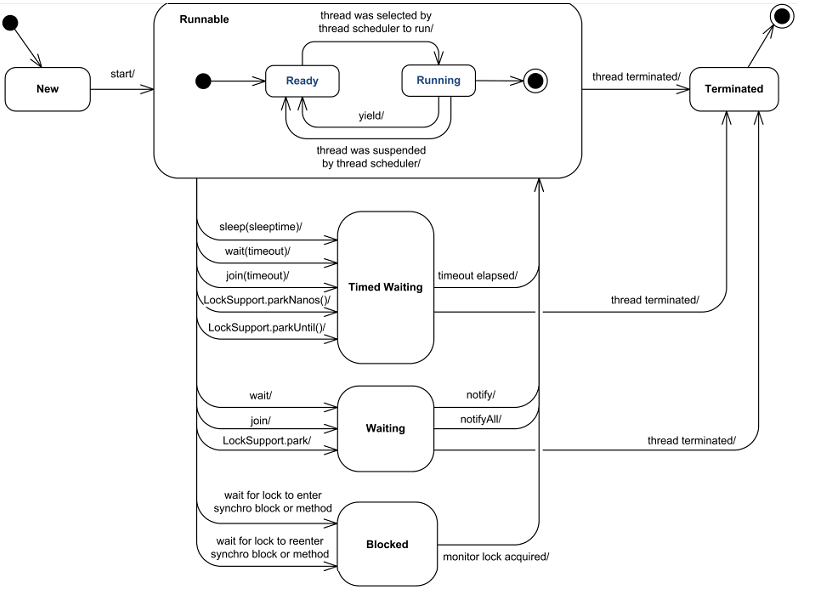 Runnable
thread was selected by
thread scheduler to run/
New
start/
Ready
Running
yield/
thread was suspended
by thread scheduler/
thread terminated/
Terminated
sleep(sleeptime)/
wait(timeout)/
join(timeout)/
LockSupport.parkNanos()/
LockSupport.parkUntil()/
Timed Waiting
timeout elapsed/
thread terminated/
wait/
join/
LockSupport.park/
Waiting
notify/
notifyAll/
thread terminated/
wait for lock to enter
synchro block or method
wait for lock to reenter
synchro block or method
Blocked
monitor lock acquired/